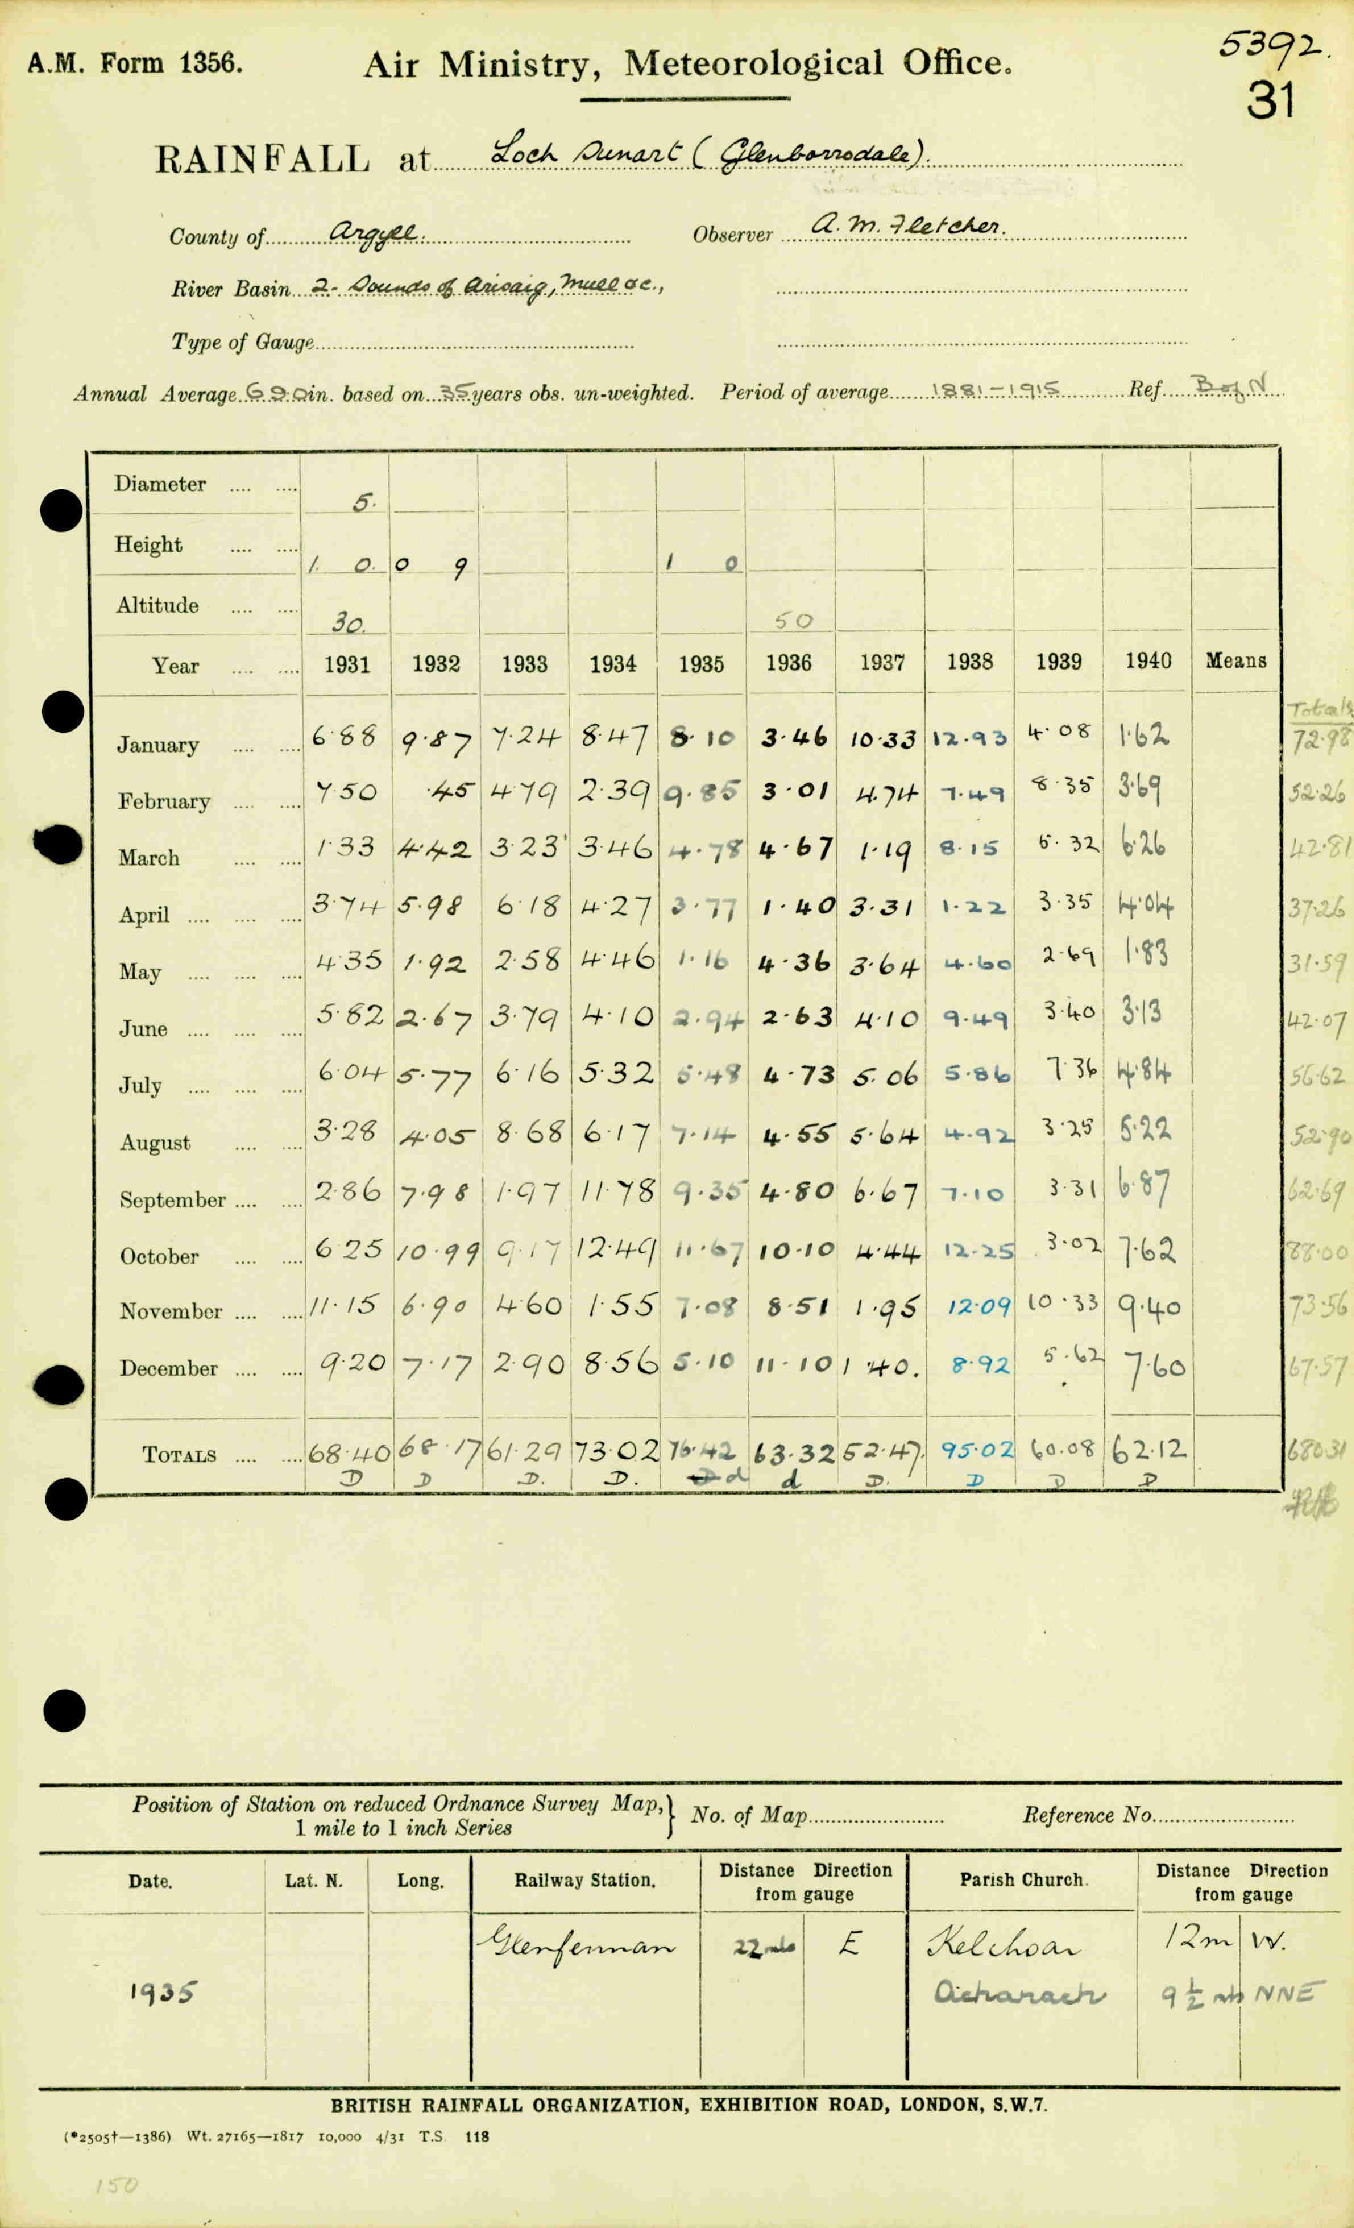 5392.
A.M. Form 1356. Air Ministry, Meteorological Office. 31
RAINFALL at Loch Sunart (Glenborrodale).
County of Argyll. Observer A. M. Fletcher.
River Basin 2- Sounds of Arisaig, Mull &c.,
Type of Gauge
Annual Average 69.0 in. based on 35 years obs. un-weighted. Period of average 1881-1915 Ref. B of N
Diameter 5.
Height 1. 0. 0 9 1 0
Altitude 30. 50
Year 1931 1932 1933 1934 1935 1936 1937 1938 1939 1940 Means
Totals
January 6.88 9.87 7.24 8.47 8.10 3.46 10.33 12.93 4.08 1.62 72.98
February 7.50 .45 4.79 2.39 9.85 3.01 4.74 7.49 8.35 3.69 52.26
March 1.33 4.42 3.23 3.46 4.78 4.67 1.19 8.15 5.32 6.26 42.81
April 3.74 5.98 6.18 4.27 3.77 1.40 3.31 1.22 3.35 4.04 37.26
May 4.35 1.92 2.58 4.46 1.16 4.36 3.64 4.60 2.69 1.83 31.59
June 5.82 2.67 3.79 4.10 2.94 2.63 4.10 9.49 3.40 3.13 42.07
July 6.04 5.77 6.16 5.32 5.48 4.73 5.06 5.86 7.36 4.84 56.62
August 3.28 4.05 8.68 6.17 7.14 4.55 5.64 4.92 3.25 5.22 52.90
September 2.86 7.98 1.97 11.78 9.35 4.80 6.67 7.10 3.31 6.87 62.69
October 6.25 10.99 9.17 12.49 11.67 10.10 4.44 12.25 3.02 7.62 88.00
November 11.15 6.90 4.60 1.55 7.08 8.51 1.95 12.09 10.33 9.40 73.56
December 9.20 7.17 2.90 8.56 5.10 11.10 1.40. 8.92 5.62 7.60 67.57
TOTALS 68.40 68.17 61.29 73.02 76.42 63.32 52.47. 95.02 60.08 62.12 680.31
D D D. D. D d d D. D D D
Position of Station on reduced Ordnance Survey Map, No. of Map Reference No.
1 mile to 1 inch Series
Date. Lat. N. Long. Railway Station. Distance Direction from gauge Parish Church. Distance Direction from gauge
Glenfinnan 22 mls E Kelchoan 12m W.
1935 Acharach 9½ mls NNE
BRITISH RAINFALL ORGANIZATION, EXHIBITION ROAD, LONDON, S.W.7.
(*2505†—1386) Wt. 27165—1817 10,000 4/31 T.S. 118
150